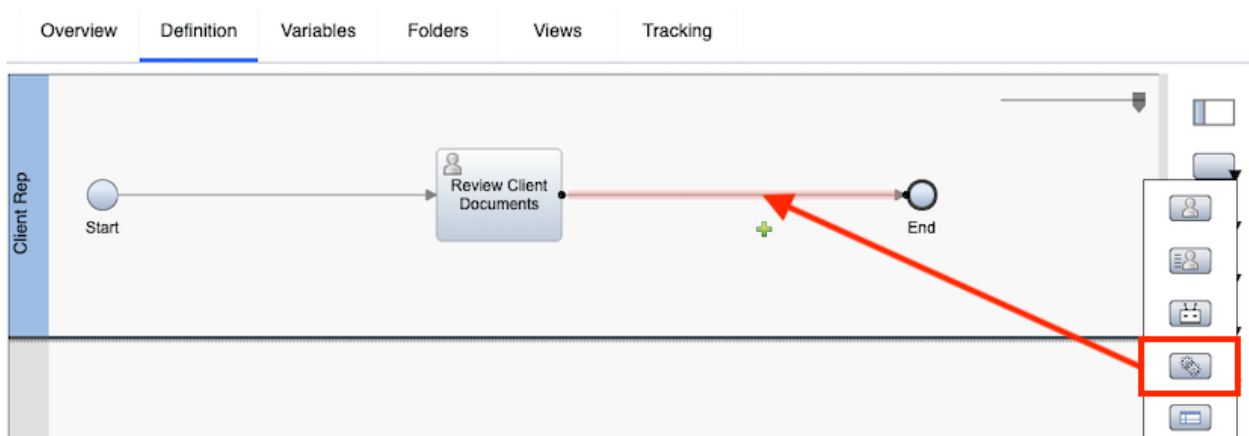 Overview Definition Variables Folders Views Tracking
Client Rep
Start
Review Client
Documents
End